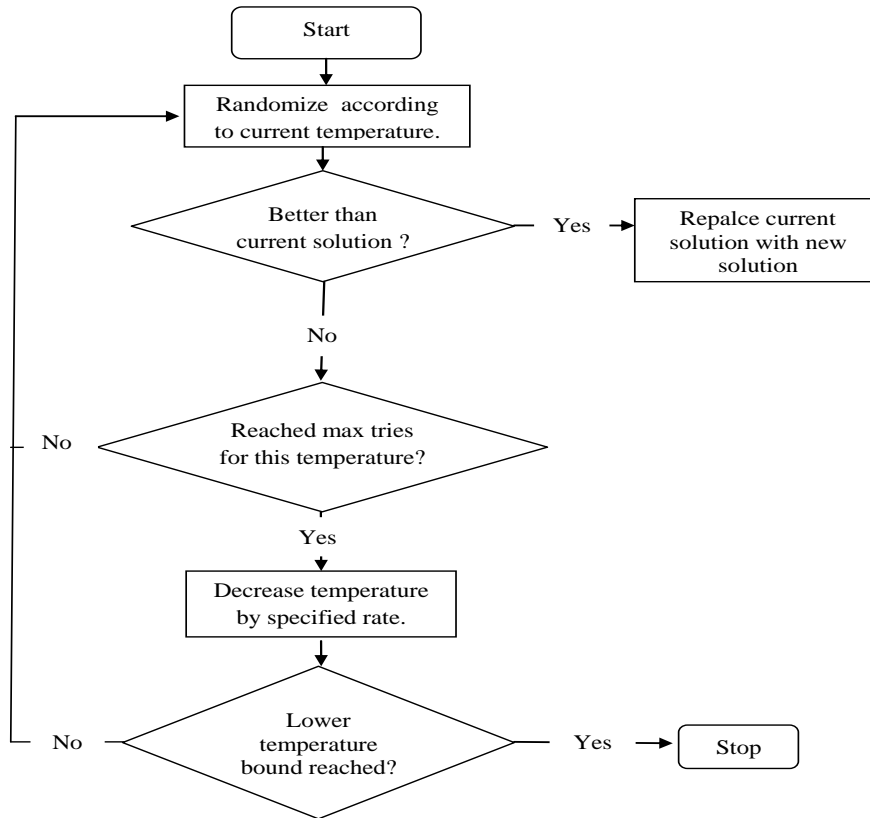 Start
Randomize according
to current temperature.
Better than
current solution ?
Yes
Repalce current
solution with new
solution
No
Reached max tries
for this temperature?
No
Yes
Decrease temperature
by specified rate.
Lower
temperature
bound reached?
No
Yes
Stop